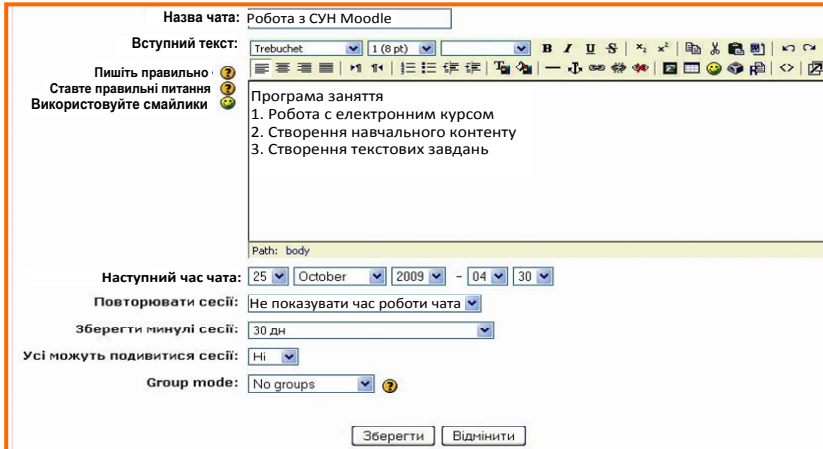 Назва чата: Робота з СУН Moodle
Вступний текст:
Trebuchet 1 (8 pt) B I U S ×₂ ×²
Пишіть правильно
Ставте правильні питання
Використовуйте смайлики
Програма заняття
1. Робота с електронним курсом
2. Створення навчального контенту
3. Створення текстових завдань
Path: body
Наступний час чата: 25 October 2009 - 04 30
Повторювати сесії: Не показувати час роботи чата
Зберегти минулі сесії: 30 дн
Усі можуть подивитися сесії: Ні
Group mode: No groups
Зберегти Відмінити